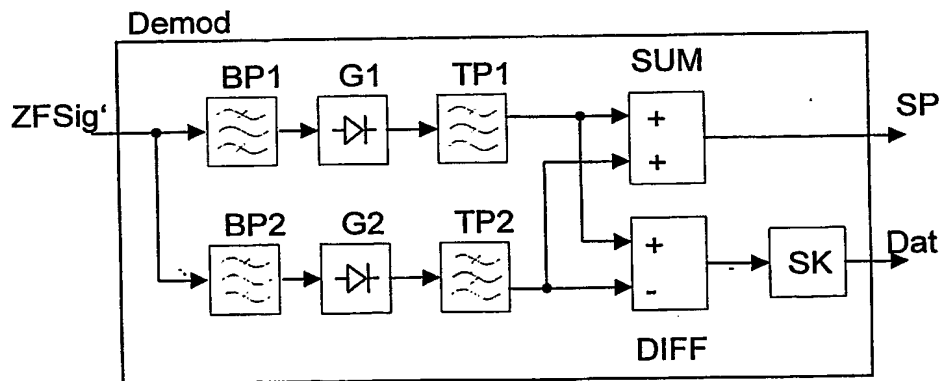 Demod
BP1 G1 TP1 SUM
ZFSig' SP
+
+
BP2 G2 TP2
+
-
SK
Dat
DIFF